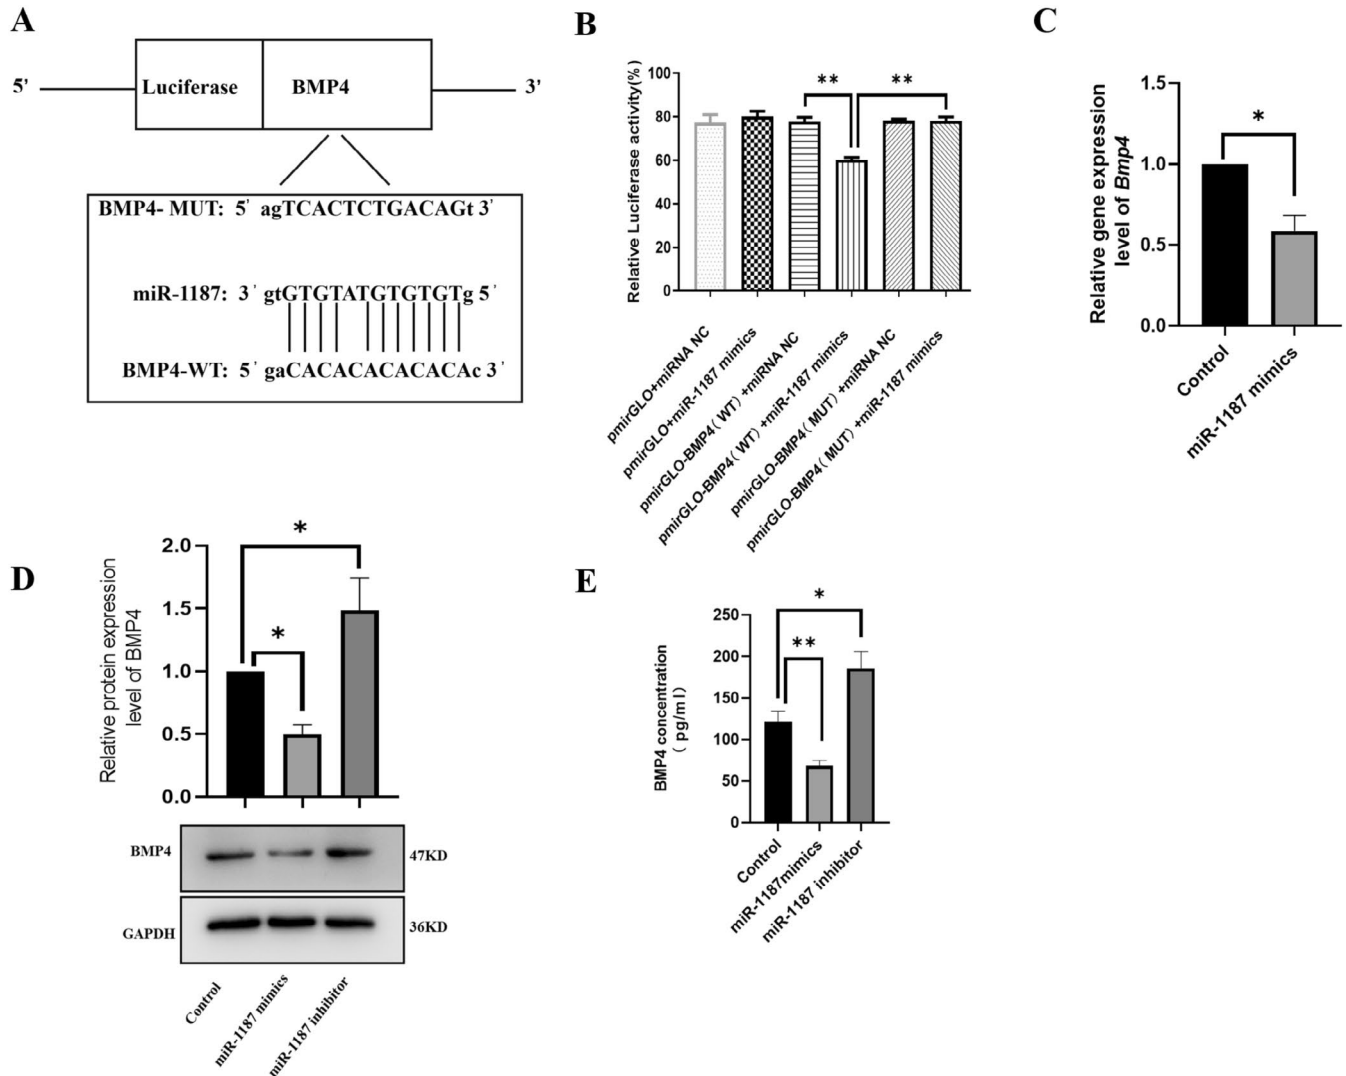 A
5' Luciferase BMP4 3'
BMP4- MUT: 5' agTCACTCTGACAGt 3'
miR-1187: 3 ' gtGTGTATGTGTGTg 5 '
BMP4-WT: 5 ' gaCACACACACACAc 3 '
B
Relative Luciferase activity(%)
100
80
60
40
20
0
** **
pmirGLO+miRNA NC
pmirGLO+miR-1187 mimics
pmirGLO-BMP4(WT)+miRNA NC
pmirGLO-BMP4(WT)+miR-1187 mimics
pmirGLO-BMP4(MUT)+miRNA NC
pmirGLO-BMP4(MUT)+miR-1187 mimics
C
Relative gene expression
level of Bmp4
1.5
1.0
0.5
0.0
*
Control
miR-1187 mimics
D
Relative protein expression
level of BMP4
2.0
1.5
1.0
0.5
0.0
*
*
BMP4 47KD
GAPDH 36KD
Control
miR-1187 mimics
miR-1187 inhibitor
E
BMP4 concentration
( pg/ml)
250
200
150
100
50
0
*
**
Control
miR-1187mimics
miR-1187 inhibitor